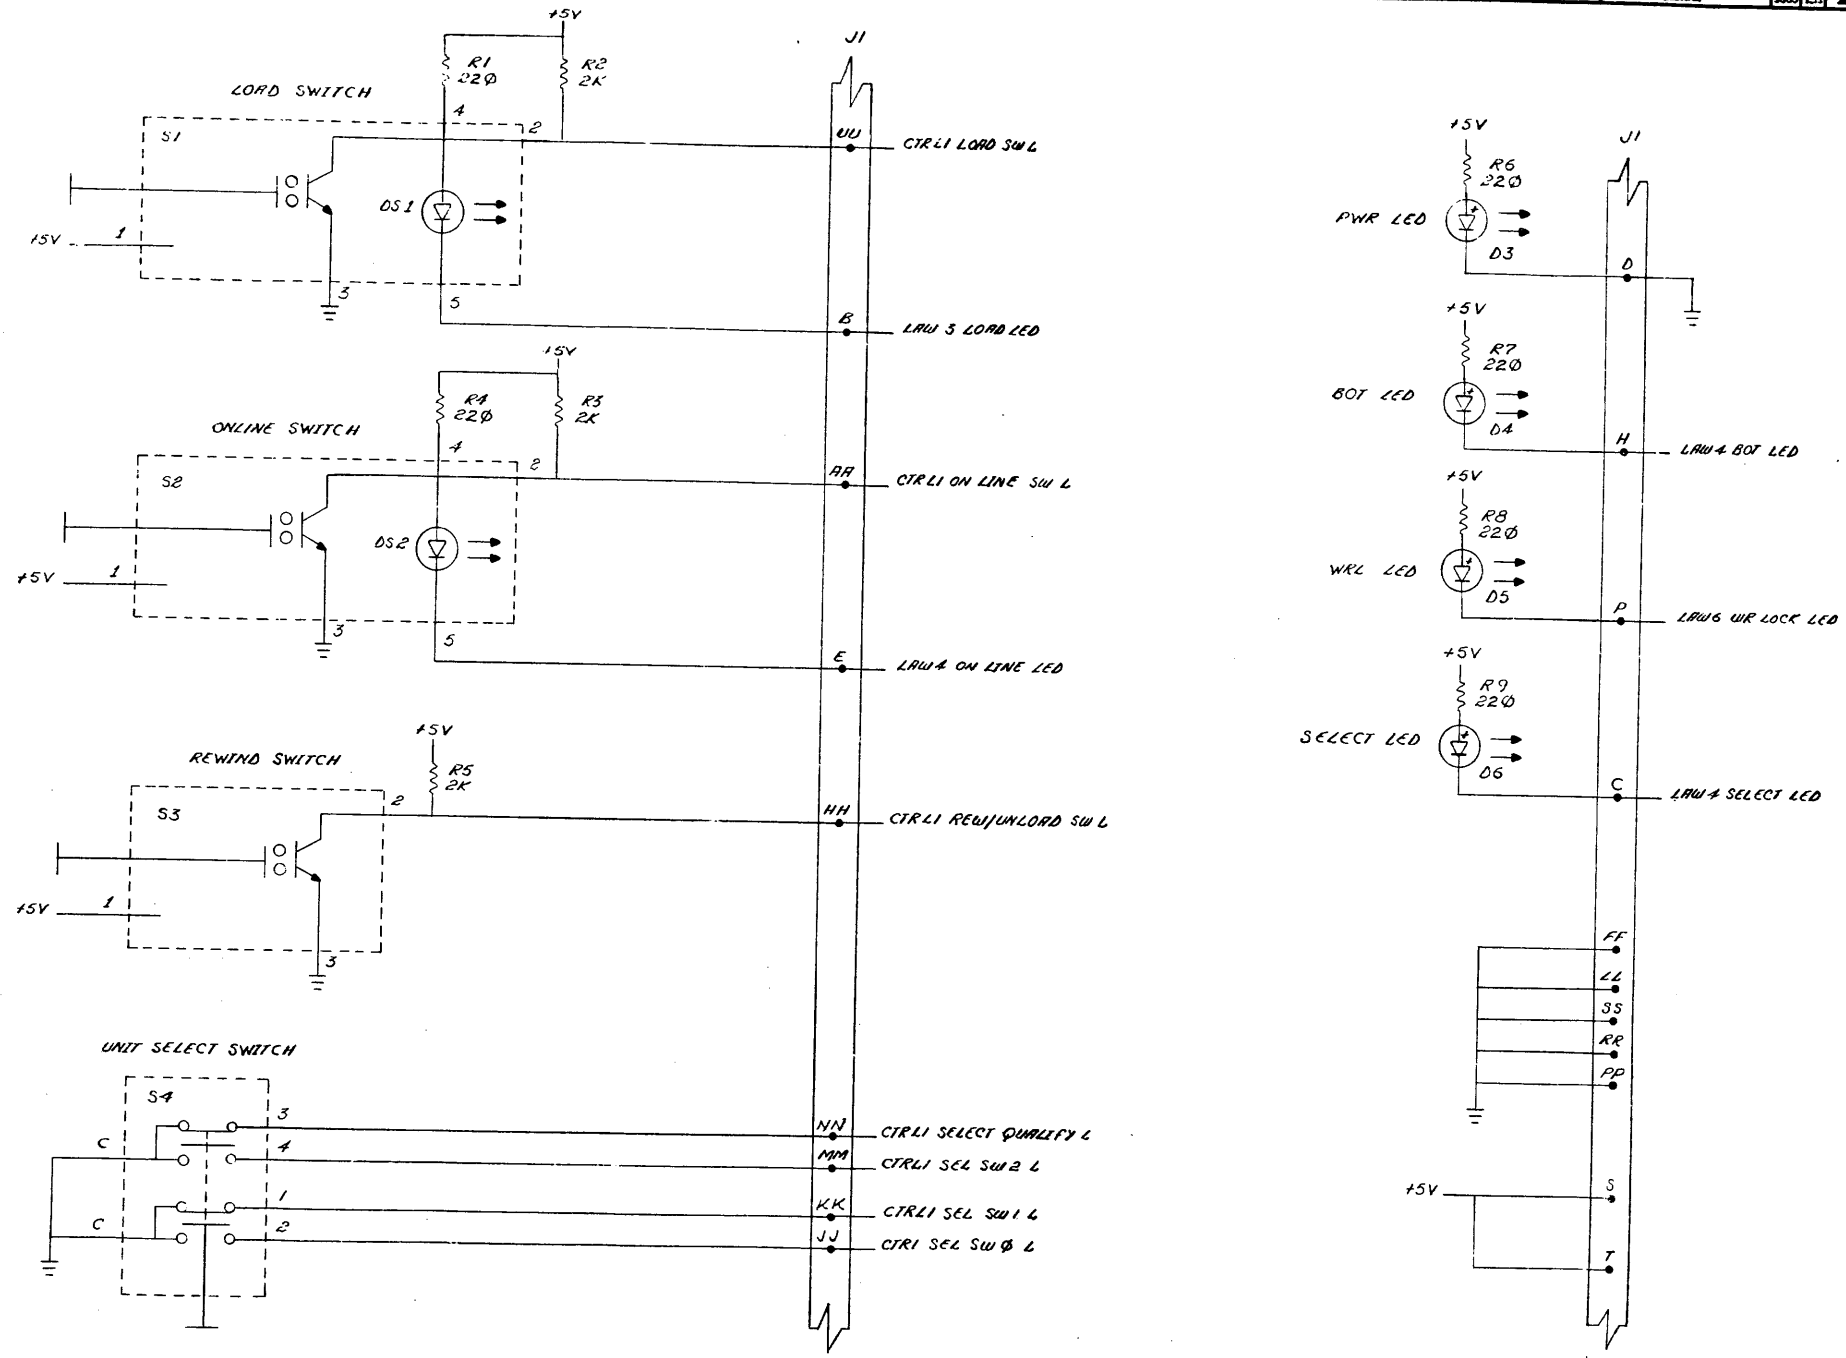 +5V
J1
R1
22Ø
R2
2K
LOAD SWITCH
4
2
S1
UU
CTRL1 LOAD SW L
DS1
+5V
1
3
5
B
LAW 3 LOAD LED
+5V
R4
22Ø
R3
2K
ONLINE SWITCH
4
2
S2
AA
CTRL1 ON LINE SW L
DS2
+5V
1
3
5
E
LAW4 ON LINE LED
+5V
R5
2K
REWIND SWITCH
2
S3
HH
CTRL1 REW/UNLOAD SW L
+5V
1
3
UNIT SELECT SWITCH
S4
3
NN
CTRL1 SELECT QUALIFY L
C
4
MM
CTRL1 SEL SW2 L
1
KK
CTRL1 SEL SW1 L
C
2
JJ
CTR1 SEL SWØ L
+5V
J1
R6
22Ø
PWR LED
+
D3
D
+5V
R7
22Ø
BOT LED
+
D4
H
LAW4 BOT LED
+5V
R8
22Ø
WRL LED
+
D5
P
LAW6 WR LOCK LED
+5V
R9
22Ø
SELECT LED
+
D6
C
LAW4 SELECT LED
FF
LL
SS
RR
PP
+5V
S
T